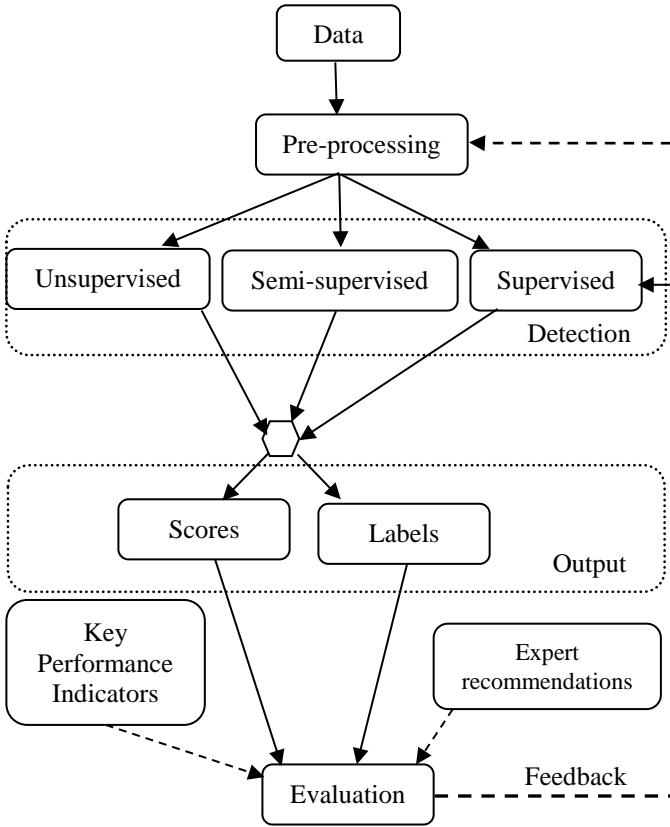 Data
Pre-processing
Unsupervised
Semi-supervised
Supervised
Detection
Scores
Labels
Output
Key
Performance
Indicators
Expert
recommendations
Evaluation
Feedback